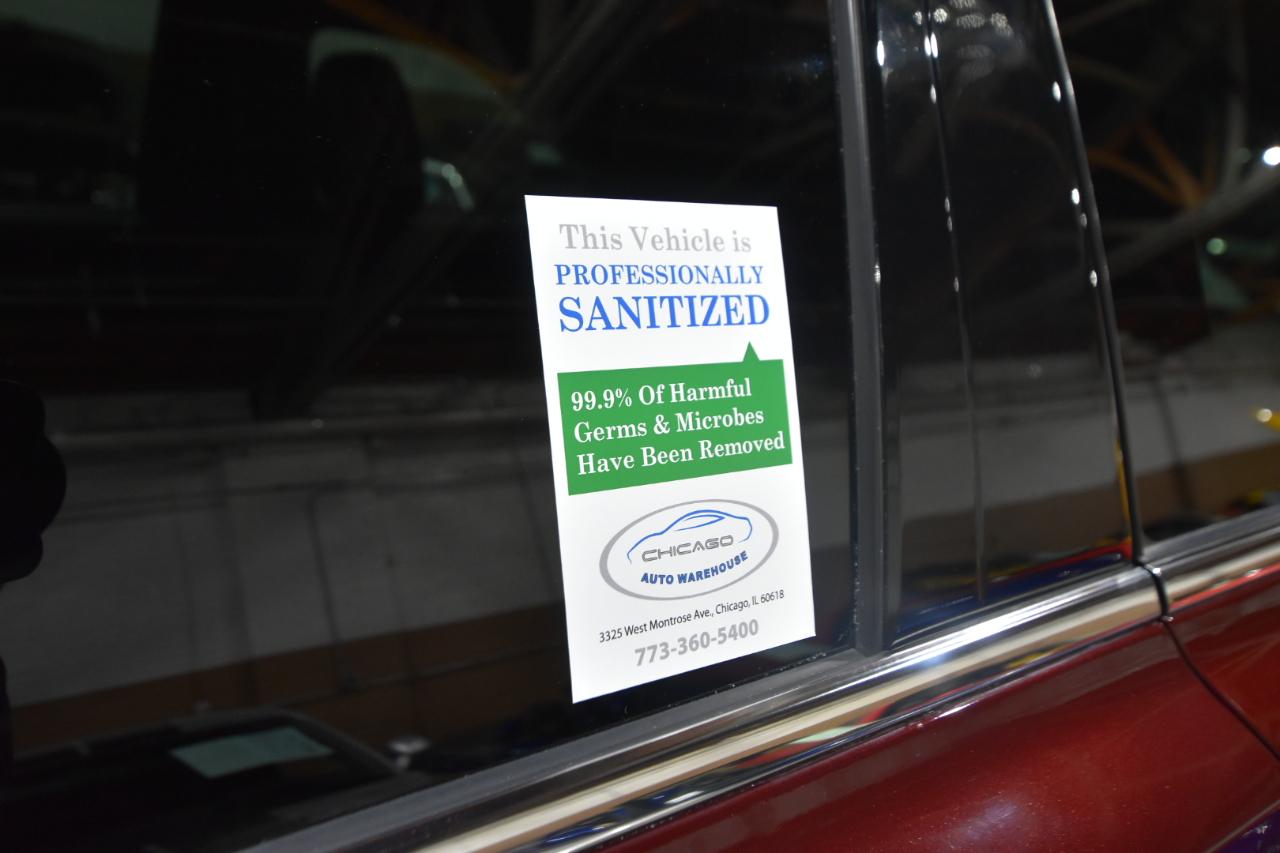 This Vehicle is
PROFESSIONALLY
SANITIZED
99.9% Of Harmful
Germs & Microbes
Have Been Removed
CHICAGO
AUTO WAREHOUSE
3325 West Montrose Ave., Chicago, IL 60618
773-360-5400